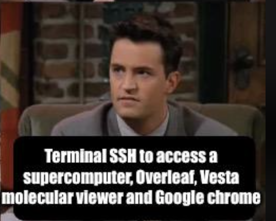 Terminal SSH to access a
supercomputer, Overleaf, Vesta
molecular viewer and Google chrome